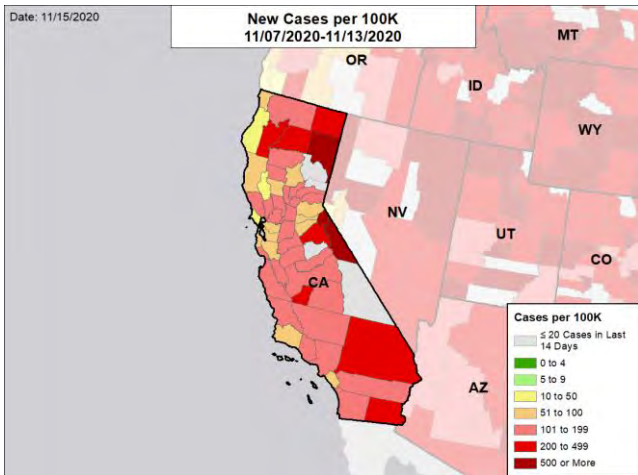 Date: 11/15/2020
New Cases per 100K
11/07/2020-11/13/2020
MT
OR
ID
WY
NV
UT
CO
CA
AZ
Cases per 100K
≤ 20 Cases in Last
14 Days
0 to 4
5 to 9
10 to 50
51 to 100
101 to 199
200 to 499
500 or More